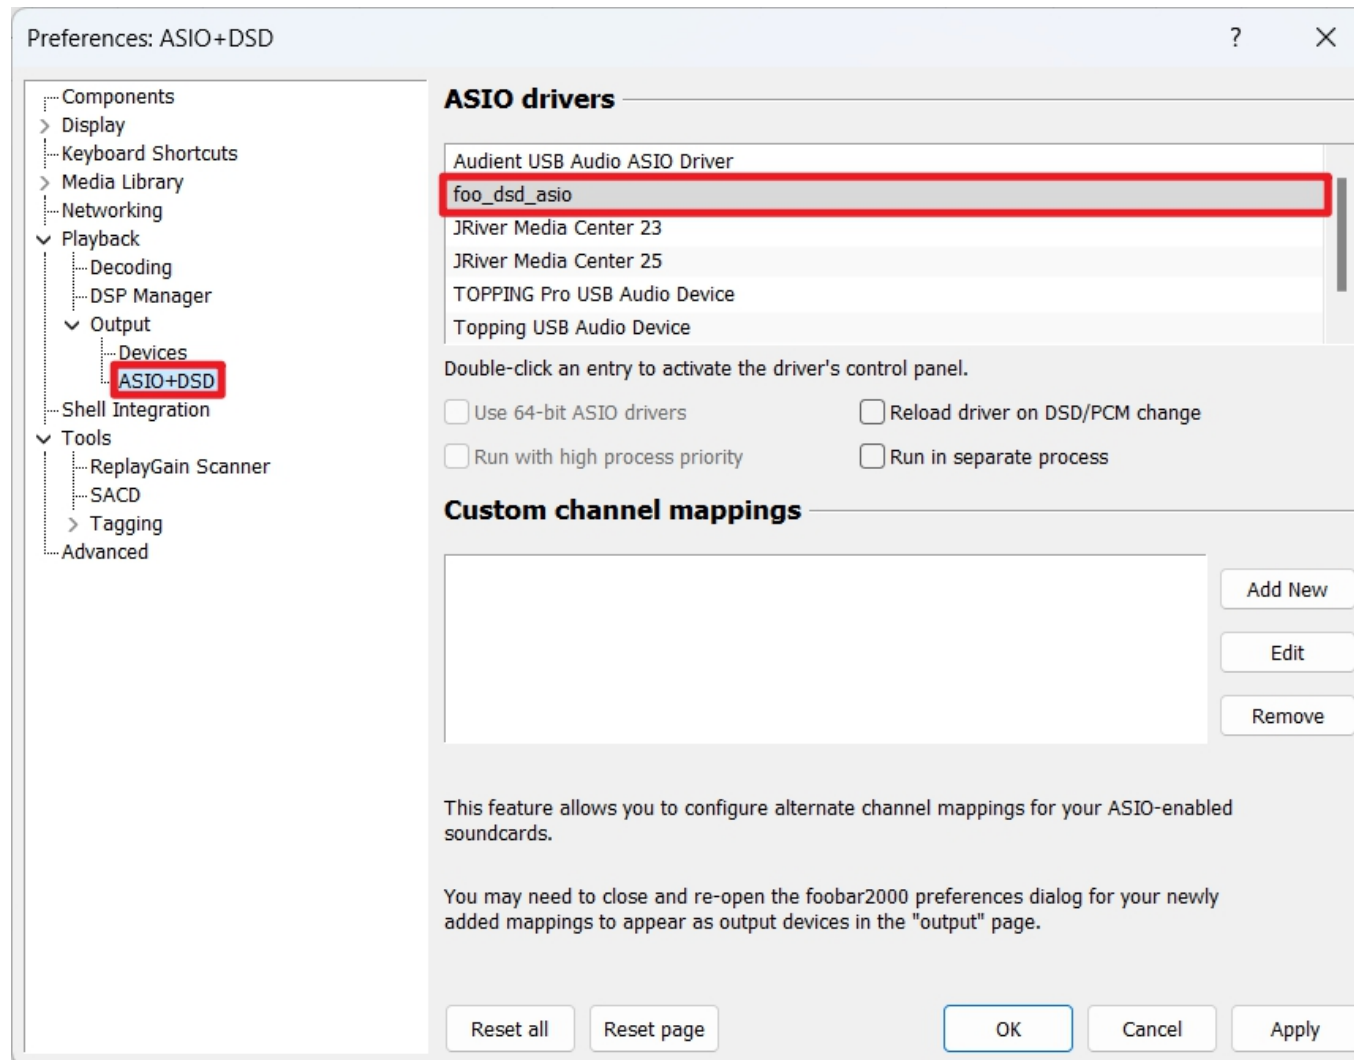 Preferences: ASIO+DSD
?
Components
Display
Keyboard Shortcuts
Media Library
Networking
Playback
Decoding
DSP Manager
Output
Devices
ASIO+DSD
Shell Integration
Tools
ReplayGain Scanner
SACD
Tagging
Advanced
ASIO drivers
Audient USB Audio ASIO Driver
foo_dsd_asio
JRiver Media Center 23
JRiver Media Center 25
TOPPING Pro USB Audio Device
Topping USB Audio Device
Double-click an entry to activate the driver's control panel.
Use 64-bit ASIO drivers
Reload driver on DSD/PCM change
Run with high process priority
Run in separate process
Custom channel mappings
Add New
Edit
Remove
This feature allows you to configure alternate channel mappings for your ASIO-enabled
soundcards.
You may need to close and re-open the foobar2000 preferences dialog for your newly
added mappings to appear as output devices in the "output" page.
Reset all
Reset page
OK
Cancel
Apply